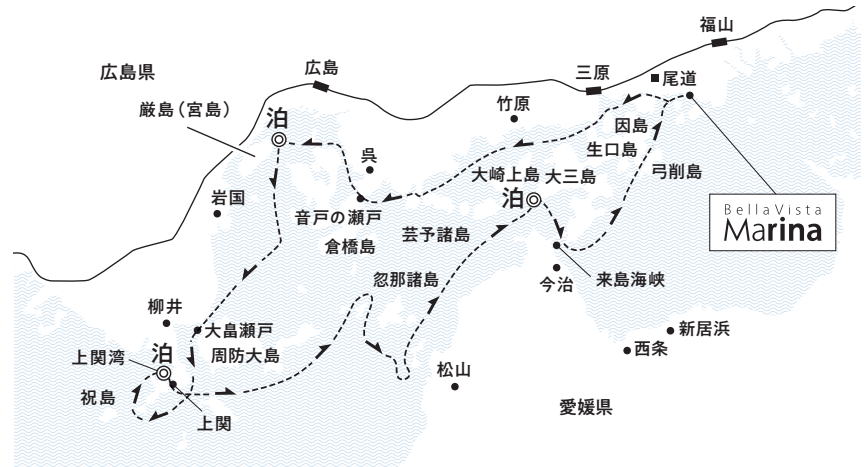 福山
広島県
広島
三原
尾道
厳島（宮島）
泊
竹原
因島
生口島
呉
大崎上島
大三島
弓削島
岩国
泊
音戸の瀬戸
倉橋島
芸予諸島
BellaVista
Marina
忽那諸島
今治
来島海峡
柳井
大畠瀬戸
周防大島
新居浜
西条
上関湾
泊
松山
祝島
上関
愛媛県